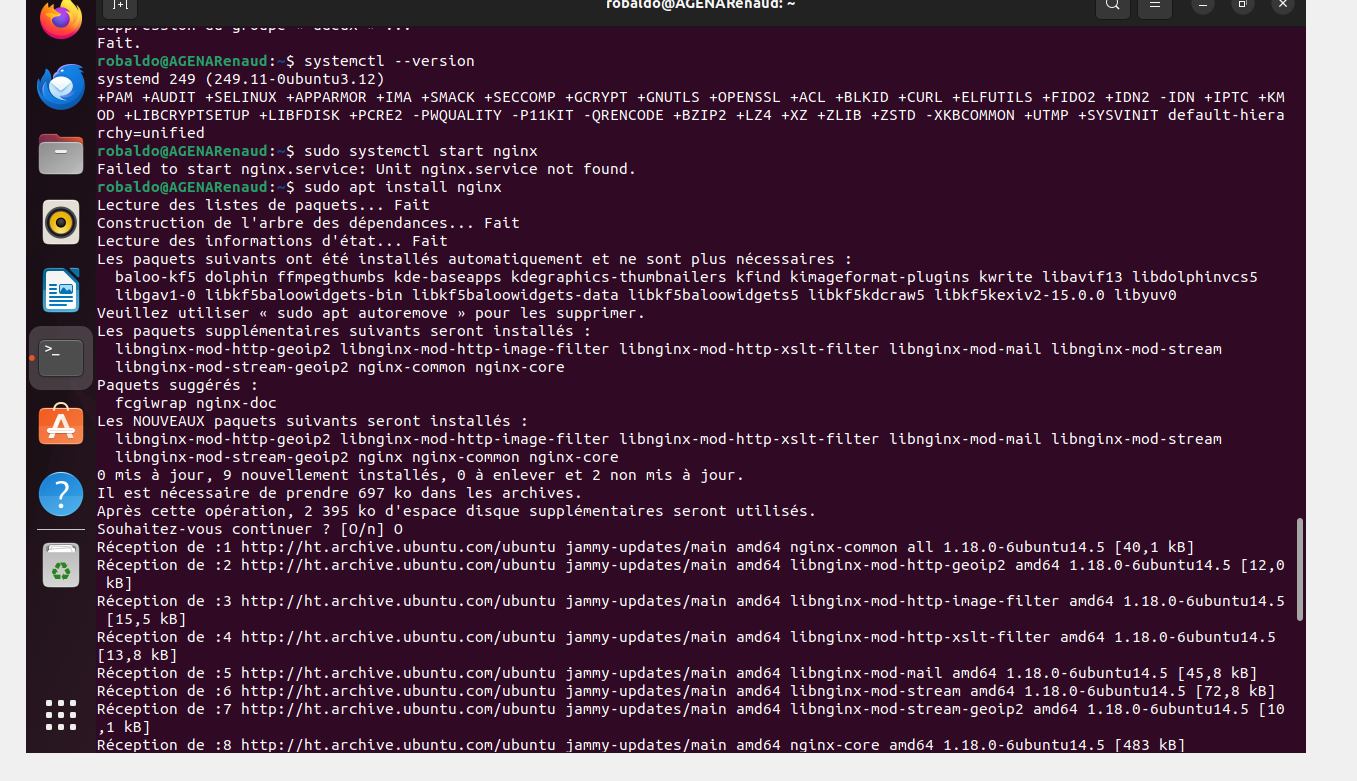 robaldo@AGENARenaud: ~
Suppression du groupe « dueux » ...
Fait.
robaldo@AGENARenaud:~$ systemctl --version
systemd 249 (249.11-0ubuntu3.12)
+PAM +AUDIT +SELINUX +APPARMOR +IMA +SMACK +SECCOMP +GCRYPT +GNUTLS +OPENSSL +ACL +BLKID +CURL +ELFUTILS +FIDO2 +IDN2 -IDN +IPTC +KM
OD +LIBCRYPTSETUP +LIBFDISK +PCRE2 -PWQUALITY -P11KIT -QRENCODE +BZIP2 +LZ4 +XZ +ZLIB +ZSTD -XKBCOMMON +UTMP +SYSVINIT default-hiera
rchy=unified
robaldo@AGENARenaud:~$ sudo systemctl start nginx
Failed to start nginx.service: Unit nginx.service not found.
robaldo@AGENARenaud:~$ sudo apt install nginx
Lecture des listes de paquets... Fait
Construction de l'arbre des dépendances... Fait
Lecture des informations d'état... Fait
Les paquets suivants ont été installés automatiquement et ne sont plus nécessaires :
  baloo-kf5 dolphin ffmpegthumbs kde-baseapps kdegraphics-thumbnailers kfind kimageformat-plugins kwrite libavif13 libdolphinvcs5
  libgav1-0 libkf5baloowidgets-bin libkf5baloowidgets-data libkf5baloowidgets5 libkf5kdcraw5 libkf5kexiv2-15.0.0 libyuv0
Veuillez utiliser « sudo apt autoremove » pour les supprimer.
Les paquets supplémentaires suivants seront installés :
  libnginx-mod-http-geoip2 libnginx-mod-http-image-filter libnginx-mod-http-xslt-filter libnginx-mod-mail libnginx-mod-stream
  libnginx-mod-stream-geoip2 nginx-common nginx-core
Paquets suggérés :
  fcgiwrap nginx-doc
Les NOUVEAUX paquets suivants seront installés :
  libnginx-mod-http-geoip2 libnginx-mod-http-image-filter libnginx-mod-http-xslt-filter libnginx-mod-mail libnginx-mod-stream
  libnginx-mod-stream-geoip2 nginx nginx-common nginx-core
0 mis à jour, 9 nouvellement installés, 0 à enlever et 2 non mis à jour.
Il est nécessaire de prendre 697 ko dans les archives.
Après cette opération, 2 395 ko d'espace disque supplémentaires seront utilisés.
Souhaitez-vous continuer ? [O/n] O
Réception de :1 http://ht.archive.ubuntu.com/ubuntu jammy-updates/main amd64 nginx-common all 1.18.0-6ubuntu14.5 [40,1 kB]
Réception de :2 http://ht.archive.ubuntu.com/ubuntu jammy-updates/main amd64 libnginx-mod-http-geoip2 amd64 1.18.0-6ubuntu14.5 [12,0
 kB]
Réception de :3 http://ht.archive.ubuntu.com/ubuntu jammy-updates/main amd64 libnginx-mod-http-image-filter amd64 1.18.0-6ubuntu14.5
 [15,5 kB]
Réception de :4 http://ht.archive.ubuntu.com/ubuntu jammy-updates/main amd64 libnginx-mod-http-xslt-filter amd64 1.18.0-6ubuntu14.5
[13,8 kB]
Réception de :5 http://ht.archive.ubuntu.com/ubuntu jammy-updates/main amd64 libnginx-mod-mail amd64 1.18.0-6ubuntu14.5 [45,8 kB]
Réception de :6 http://ht.archive.ubuntu.com/ubuntu jammy-updates/main amd64 libnginx-mod-stream amd64 1.18.0-6ubuntu14.5 [72,8 kB]
Réception de :7 http://ht.archive.ubuntu.com/ubuntu jammy-updates/main amd64 libnginx-mod-stream-geoip2 amd64 1.18.0-6ubuntu14.5 [10
,1 kB]
Réception de :8 http://ht.archive.ubuntu.com/ubuntu jammy-updates/main amd64 nginx-core amd64 1.18.0-6ubuntu14.5 [483 kB]